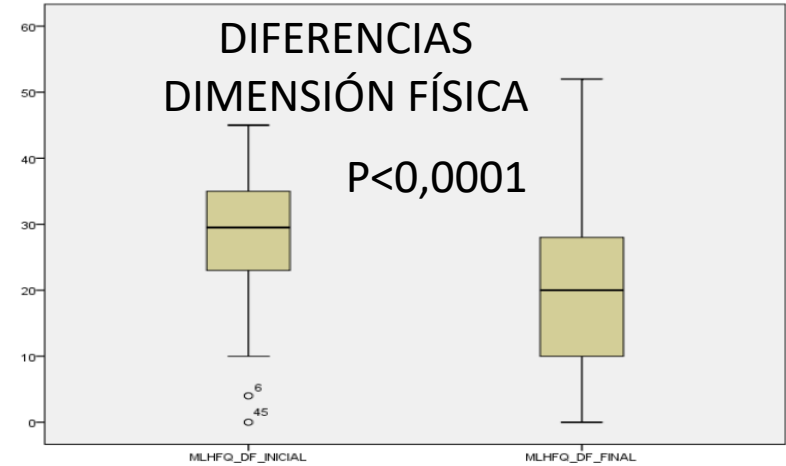 DIFERENCIAS
DIMENSIÓN FÍSICA
P<0,0001
60
50
40
30
20
10
0
6
45
MLHFQ_DF_INICIAL
MLHFQ_DF_FINAL